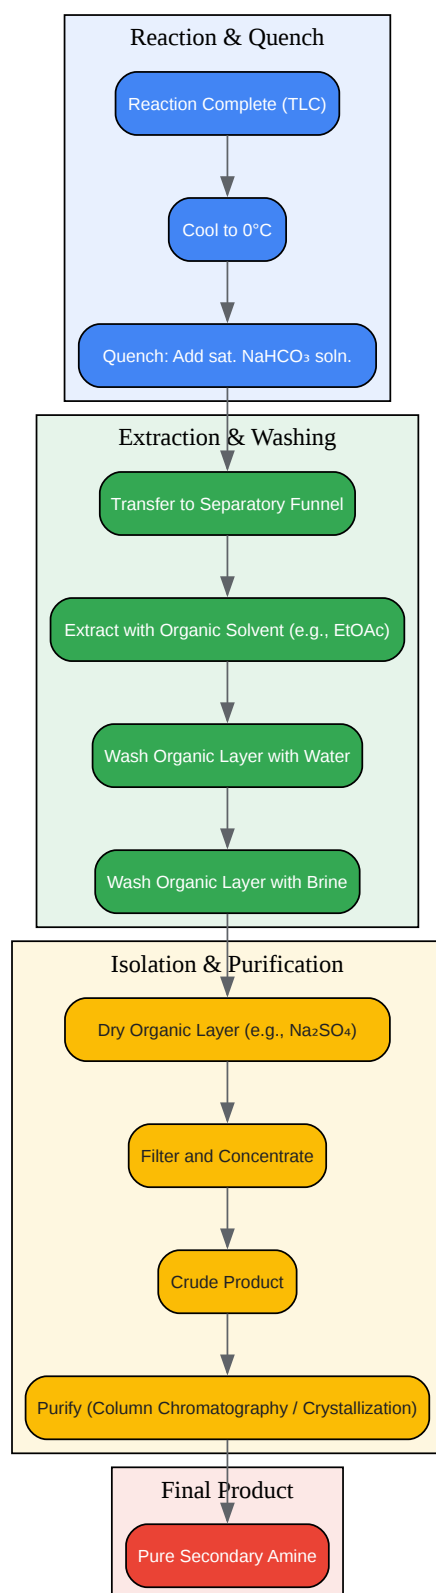 Reaction & Quench
Reaction Complete (TLC)
Cool to 0°C
Quench: Add sat. NaHCO₃ soln.
Extraction & Washing
Transfer to Separatory Funnel
Extract with Organic Solvent (e.g., EtOAc)
Wash Organic Layer with Water
Wash Organic Layer with Brine
Isolation & Purification
Dry Organic Layer (e.g., Na₂SO₄)
Filter and Concentrate
Crude Product
Purify (Column Chromatography / Crystallization)
Final Product
Pure Secondary Amine